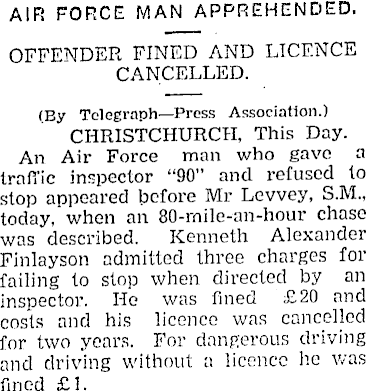 AIR FORCE MAN APPREHENDED.
OFFENDER FINED AND LICENCE
CANCELLED.
(By Telegraph—Press Association.)
CHRISTCHURCH, This Day.
An Air Force man who gave a
traffic inspector "90" and refused to
stop appeared before Mr Levvey, S.M.,
today, when an 80-mile-an-hour chase
was described. Kenneth Alexander
Finlayson admitted three charges for
failing to stop when directed by an
inspector. He was fined £20 and
costs and his licence was cancelled
for two years. For dangerous driving
and driving without a licence he was
fined £1.